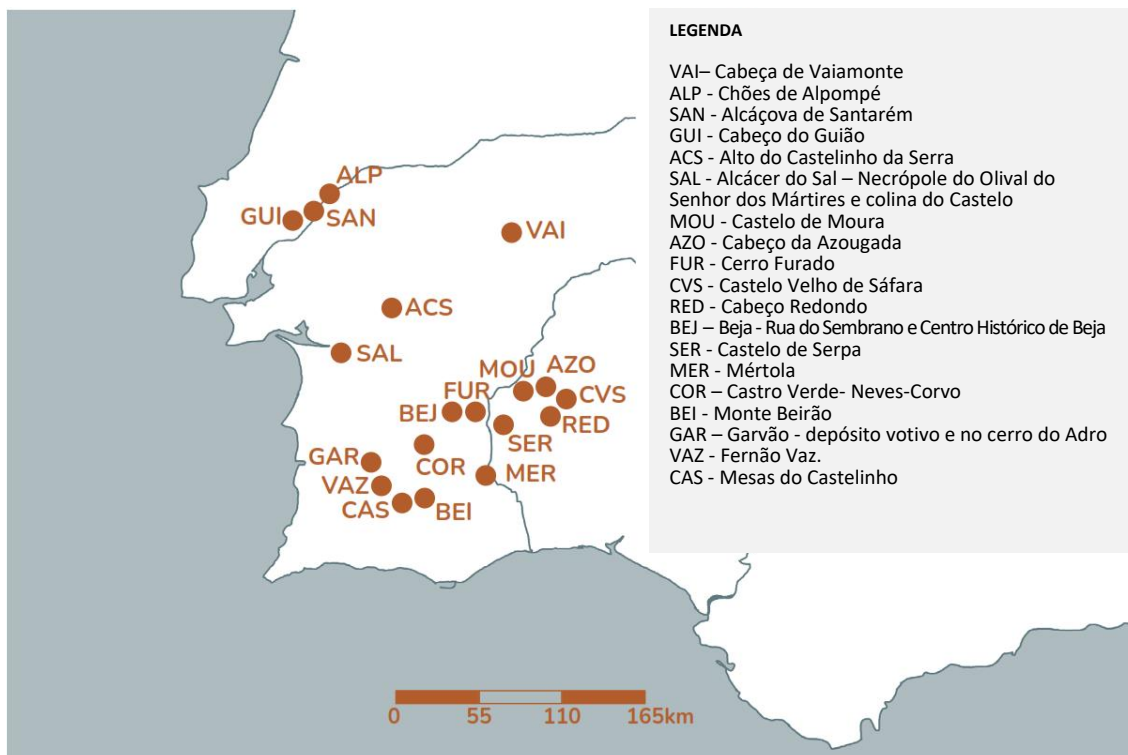 LEGENDA
VAI– Cabeça de Vaiamonte
ALP - Chões de Alpompé
SAN - Alcáçova de Santarém
GUI - Cabeço do Guião
ACS - Alto do Castelinho da Serra
SAL - Alcácer do Sal – Necrópole do Olival do
Senhor dos Mártires e colina do Castelo
MOU - Castelo de Moura
AZO - Cabeço da Azougada
FUR - Cerro Furado
CVS - Castelo Velho de Sáfara
RED - Cabeço Redondo
BEJ – Beja - Rua do Sembrano e Centro Histórico de Beja
SER - Castelo de Serpa
MER - Mértola
COR – Castro Verde- Neves-Corvo
BEI - Monte Beirão
GAR – Garvão - depósito votivo e no cerro do Adro
VAZ - Fernão Vaz.
CAS - Mesas do Castelinho
ALP
GUI
SAN
VAI
ACS
SAL
MOU
AZO
FUR
CVS
BEJ
RED
SER
GAR
COR
MER
VAZ
CAS
BEI
0 55 110 165km